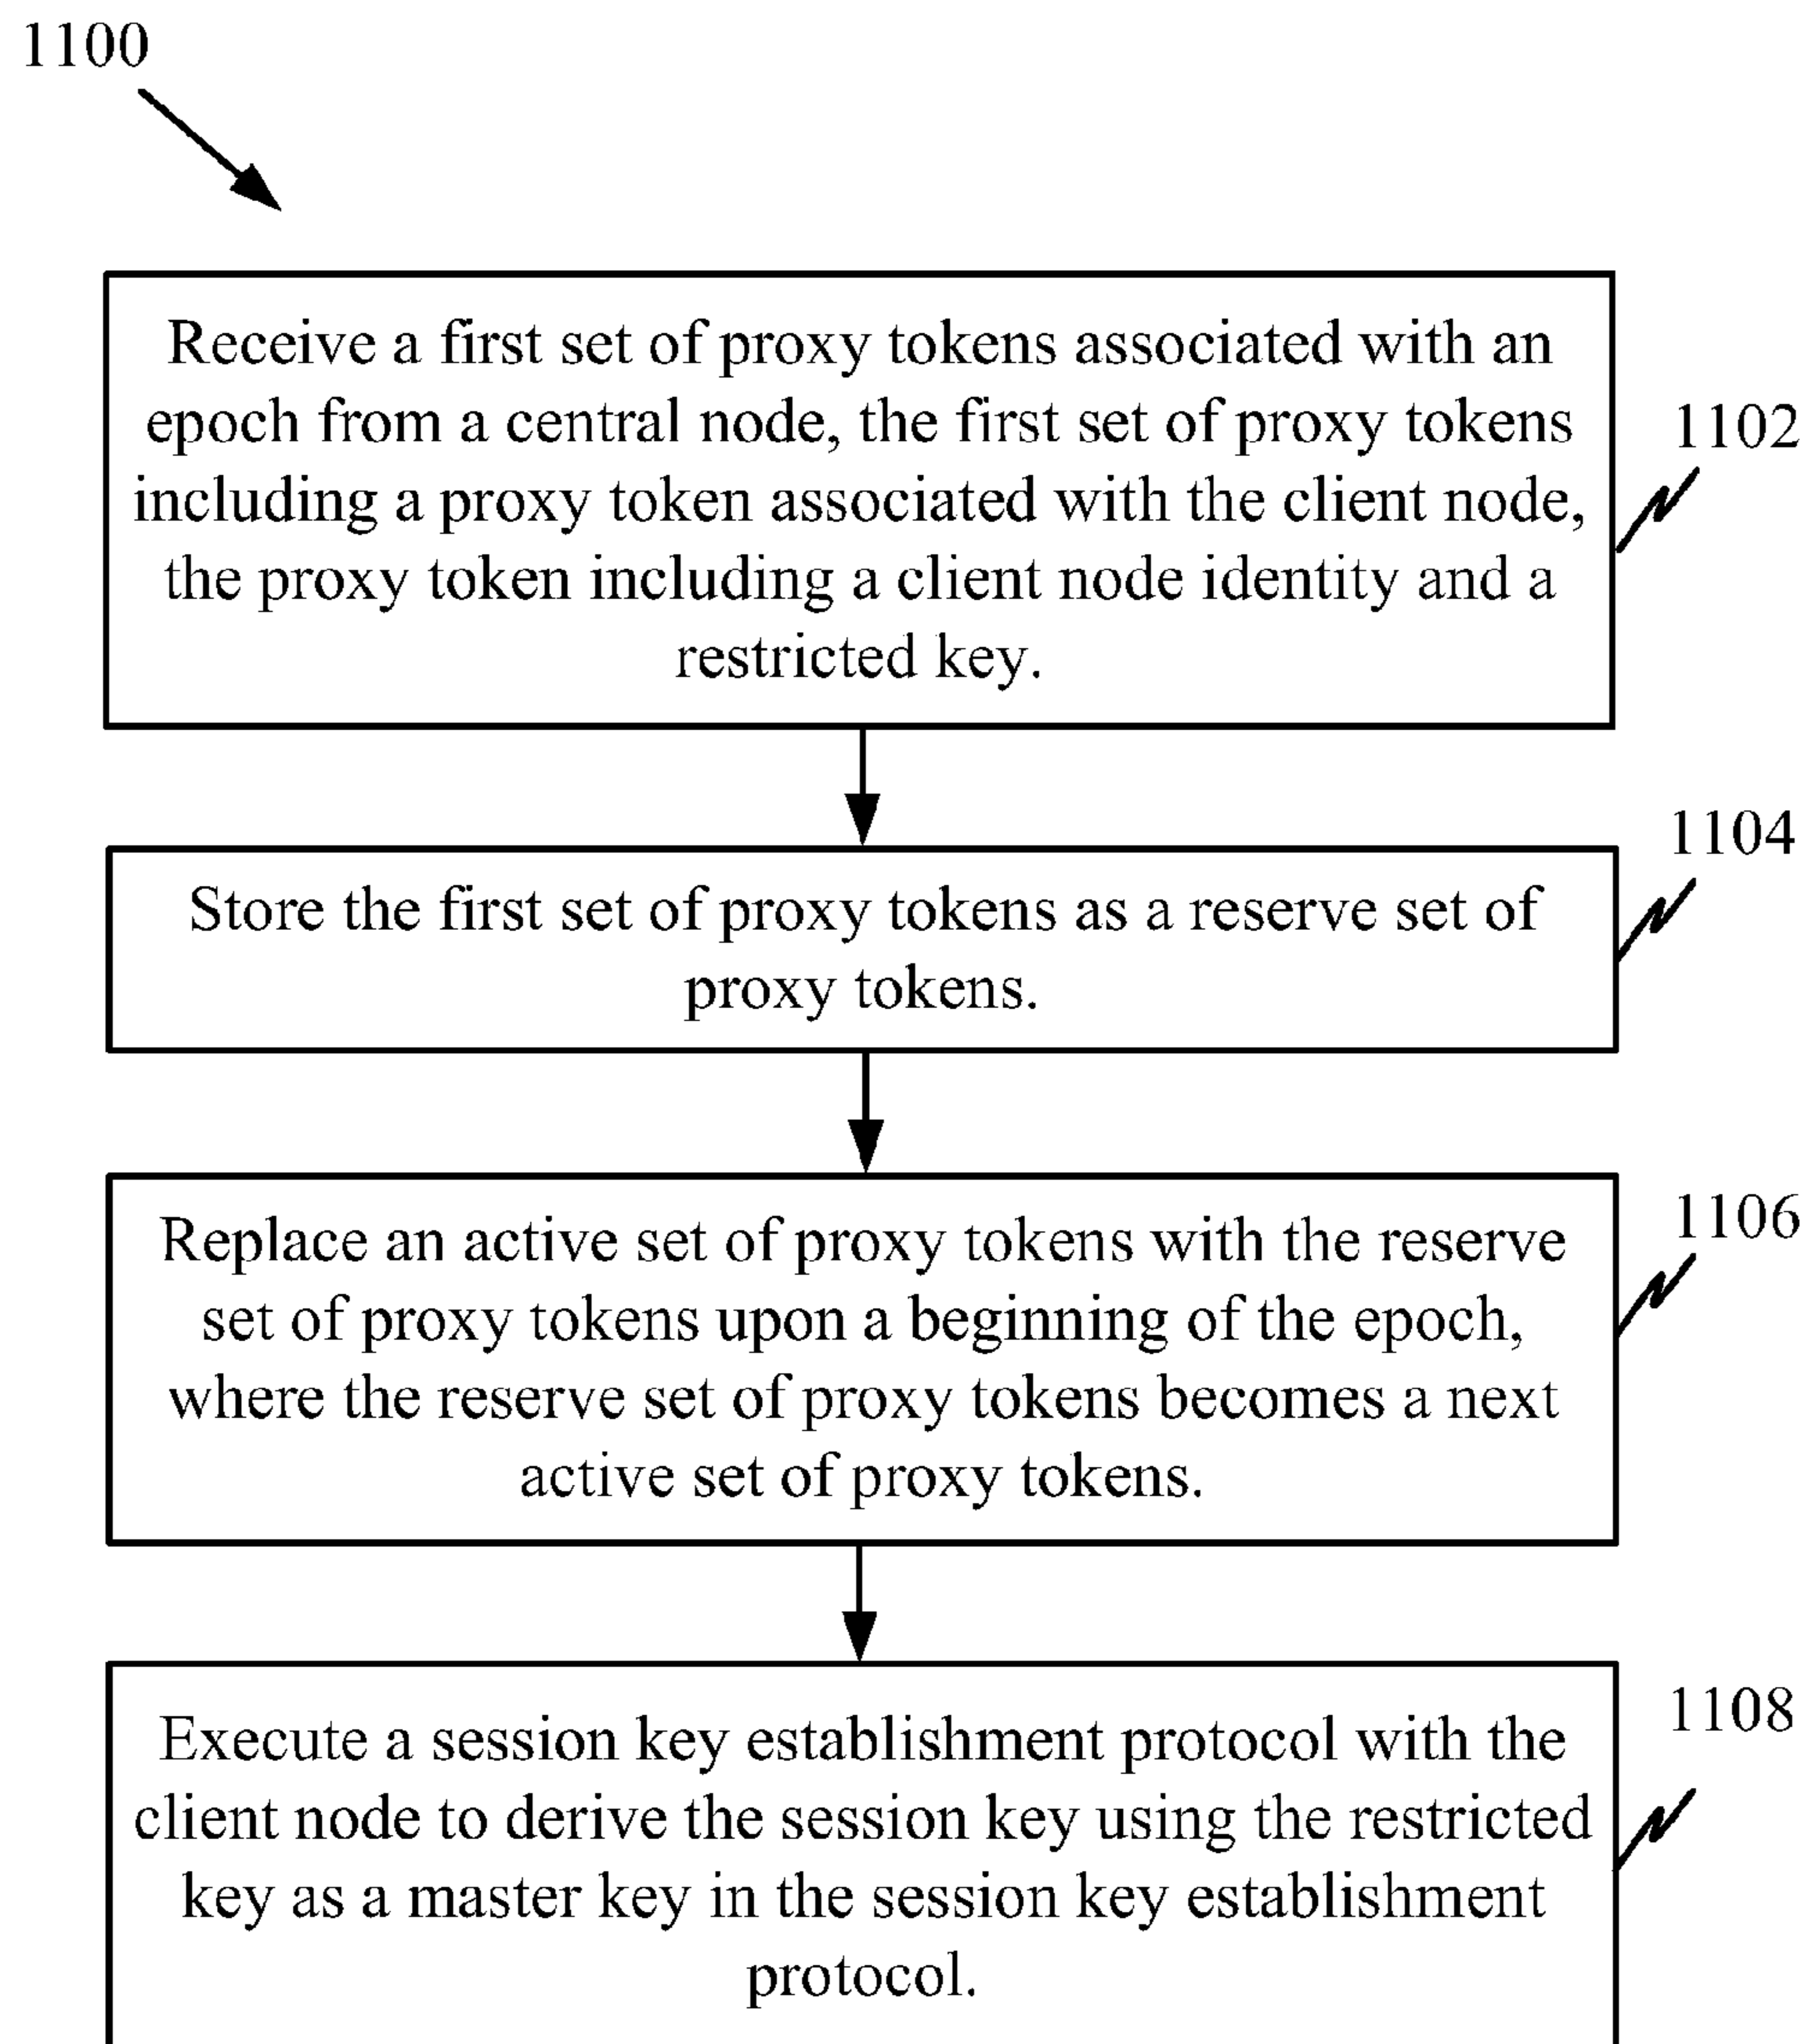 1100
Receive a first set of proxy tokens associated with an
epoch from a central node, the first set of proxy tokens
including a proxy token associated with the client node,
the proxy token including a client node identity and a
restricted key.
1102
Store the first set of proxy tokens as a reserve set of
proxy tokens.
1104
Replace an active set of proxy tokens with the reserve
set of proxy tokens upon a beginning of the epoch,
where the reserve set of proxy tokens becomes a next
active set of proxy tokens.
1106
Execute a session key establishment protocol with the
client node to derive the session key using the restricted
key as a master key in the session key establishment
protocol.
1108